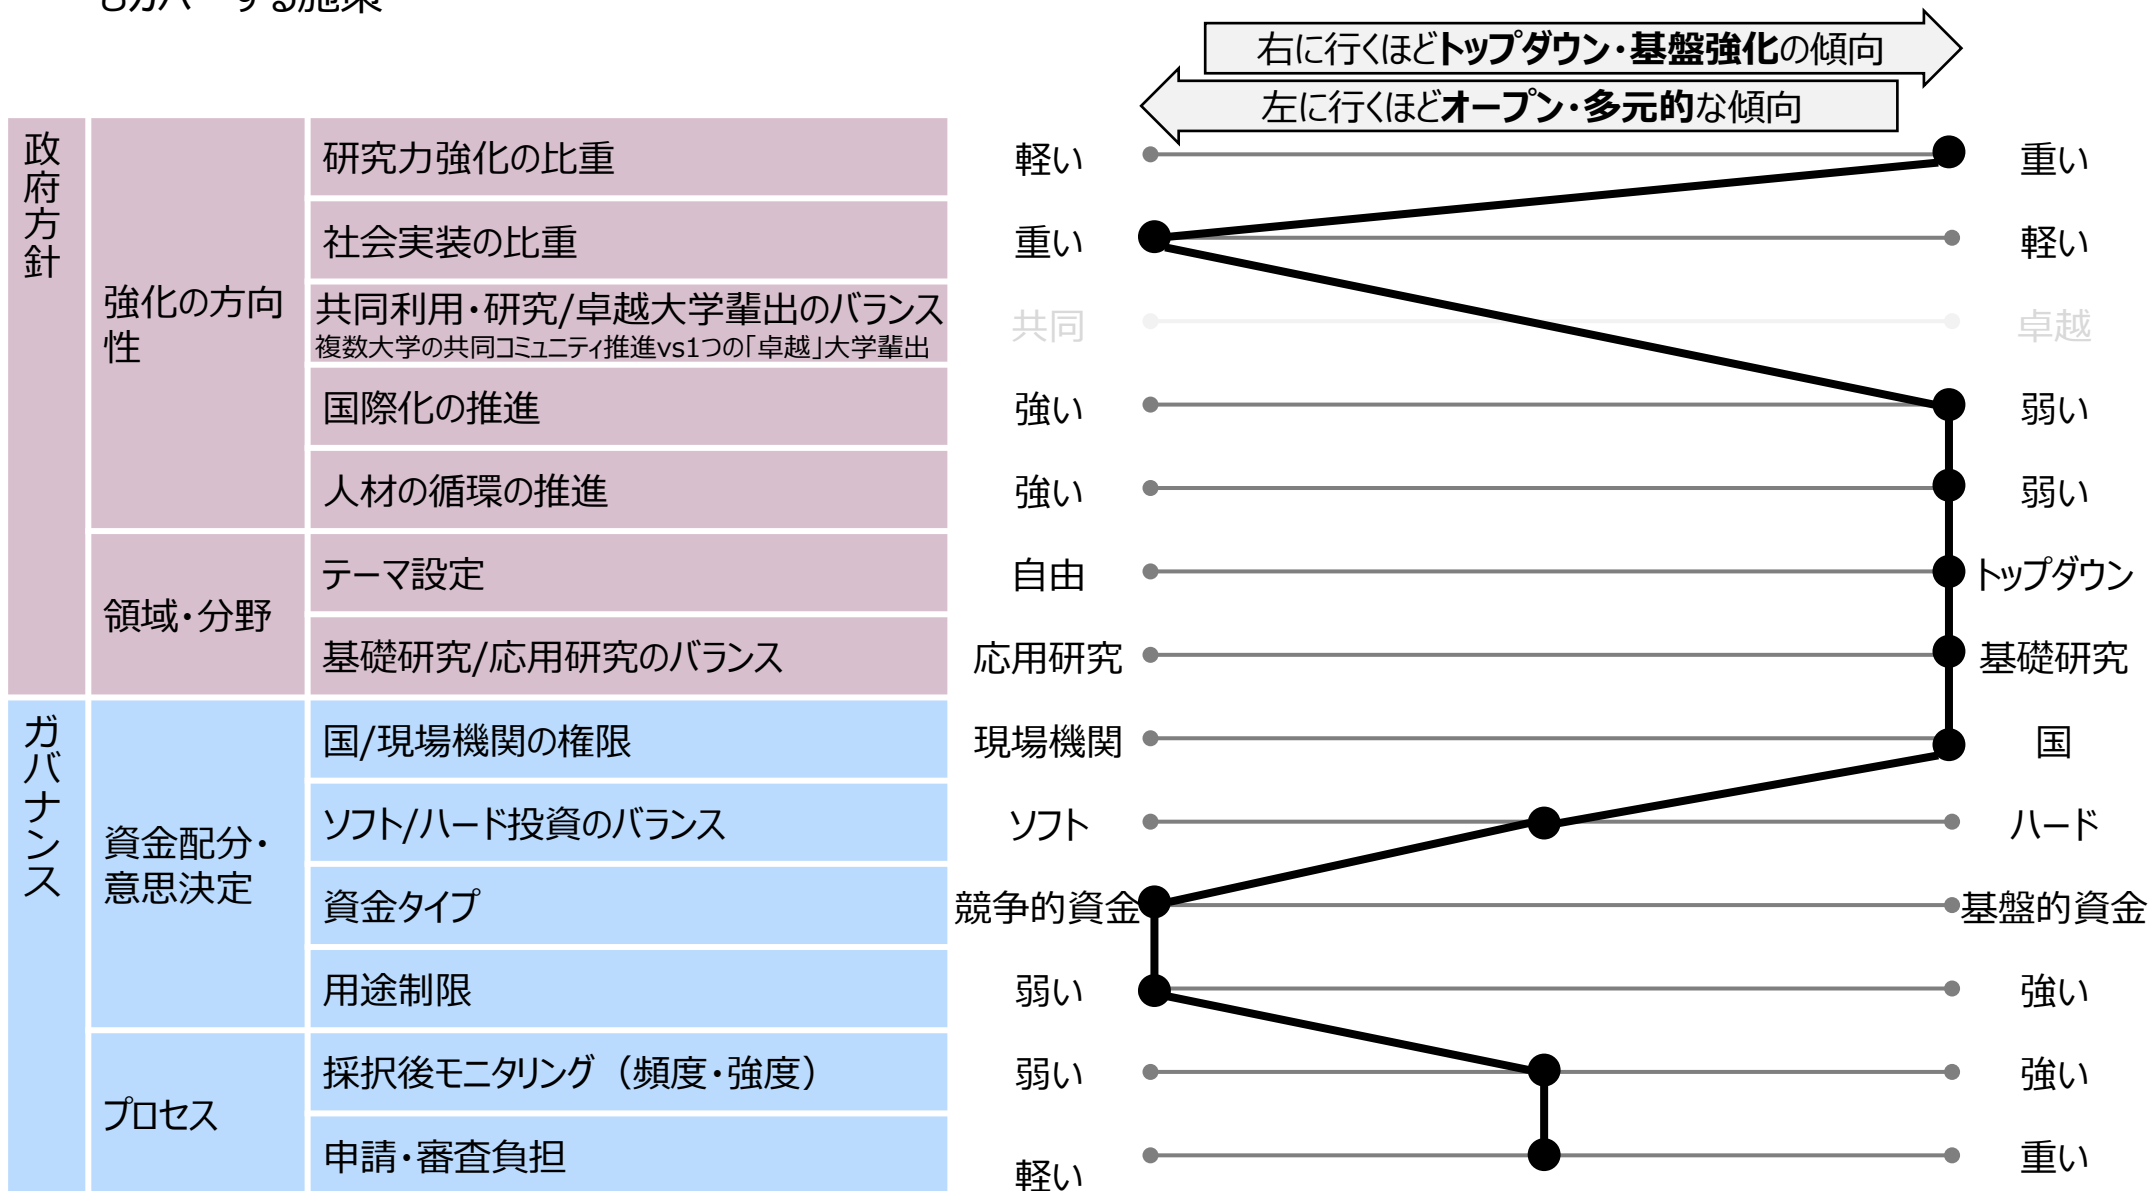 もカバーする施策
右に行くほどトップダウン・基盤強化の傾向
左に行くほどオープン・多元的な傾向
政府方針
強化の方向性
研究力強化の比重
軽い
重い
社会実装の比重
重い
軽い
共同利用・研究/卓越大学輩出のバランス
複数大学の共同コミュニティ推進vs1つの「卓越」大学輩出
共同
卓越
国際化の推進
強い
弱い
人材の循環の推進
強い
弱い
領域・分野
テーマ設定
自由
トップダウン
基礎研究/応用研究のバランス
応用研究
基礎研究
ガバナンス
資金配分・
意思決定
国/現場機関の権限
現場機関
国
ソフト/ハード投資のバランス
ソフト
ハード
資金タイプ
競争的資金
基盤的資金
用途制限
弱い
強い
プロセス
採択後モニタリング（頻度・強度）
弱い
強い
申請・審査負担
軽い
重い